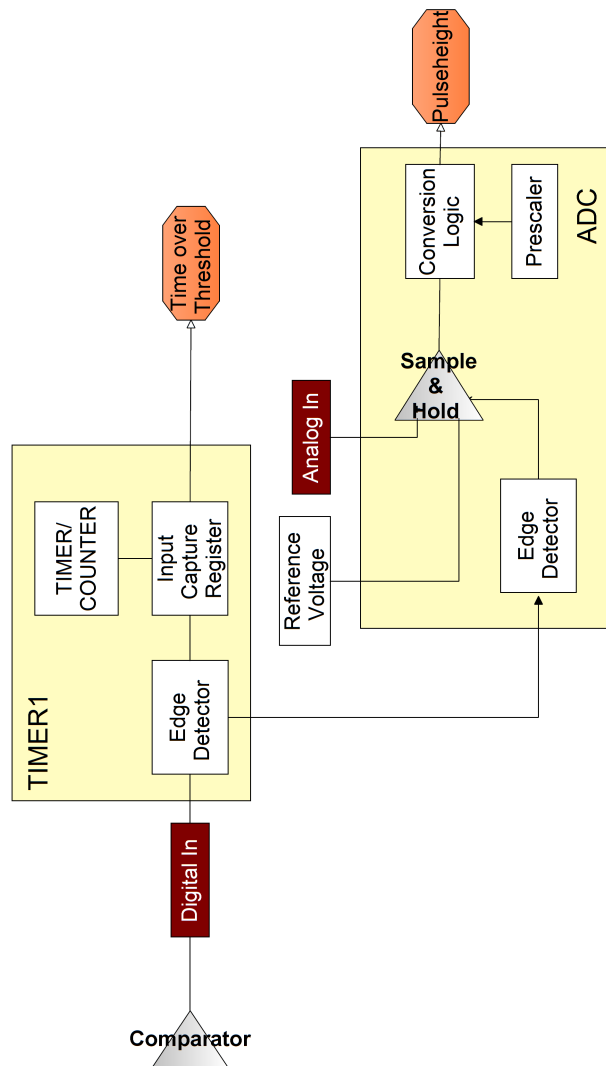 Comparator
Digital In
TIMER1
Edge
Detector
Input
Capture
Register
TIMER/
COUNTER
Time over
Threshold
Reference
Voltage
Analog In
ADC
Edge
Detector
Sample
&
Hold
Conversion
Logic
Prescaler
Pulseheight